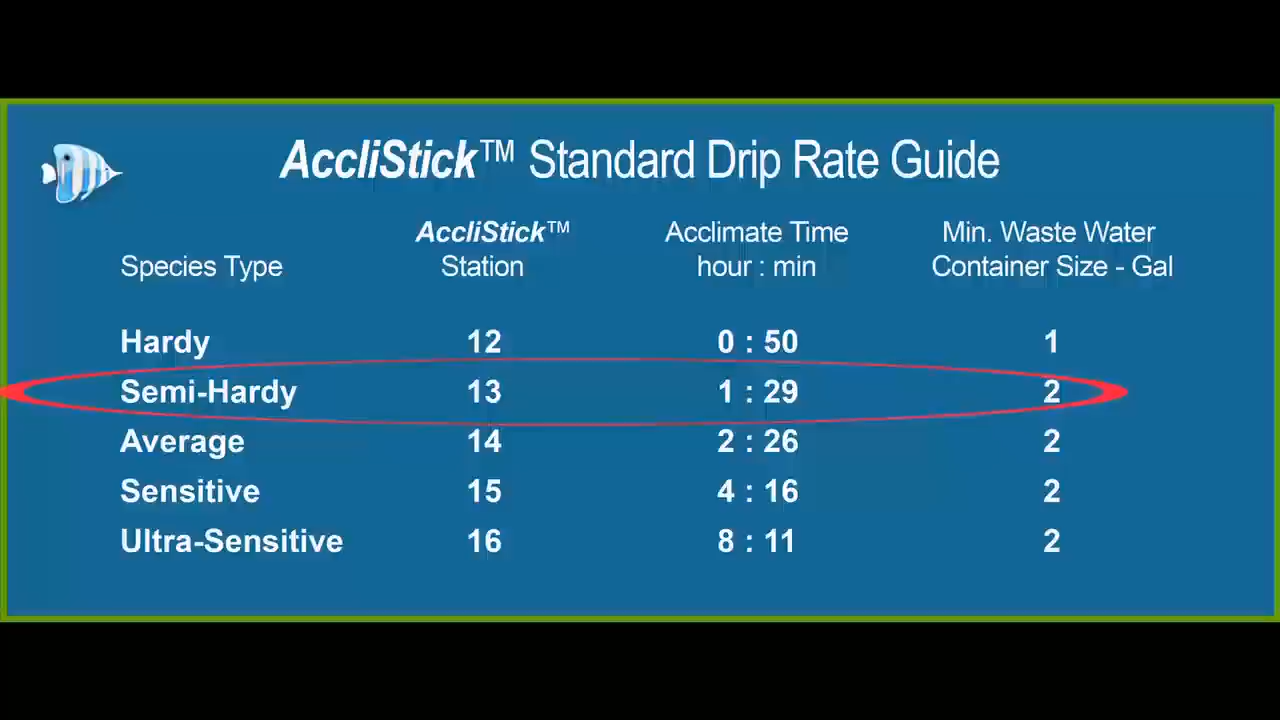 AccliStick™ Standard Drip Rate Guide
AccliStick™ Acclimate Time Min. Waste Water
Species Type Station hour : min Container Size - Gal
Hardy 12 0 : 50 1
Semi-Hardy 13 1 : 29 2
Average 14 2 : 26 2
Sensitive 15 4 : 16 2
Ultra-Sensitive 16 8 : 11 2